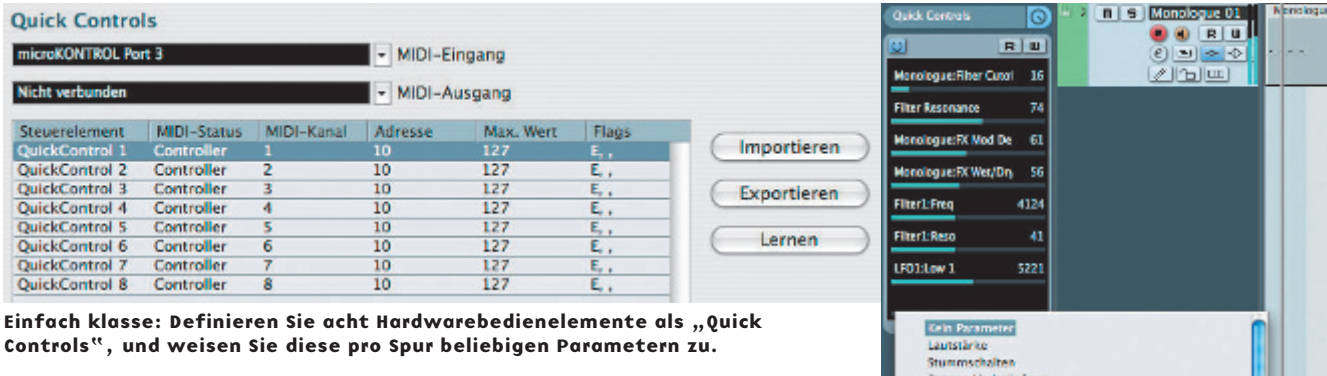 Quick Controls
microKONTROL Port 3 MIDI-Eingang
Nicht verbunden MIDI-Ausgang
Steuerelement MIDI-Status MIDI-Kanal Adresse Max. Wert Flags
QuickControl 1 Controller 1 10 127 E, ,
QuickControl 2 Controller 2 10 127 E, ,
QuickControl 3 Controller 3 10 127 E, ,
QuickControl 4 Controller 4 10 127 E, ,
QuickControl 5 Controller 5 10 127 E, ,
QuickControl 6 Controller 6 10 127 E, ,
QuickControl 7 Controller 7 10 127 E, ,
QuickControl 8 Controller 8 10 127 E, ,
Importieren
Exportieren
Lernen
Einfach klasse: Definieren Sie acht Hardwarebedienelemente als „Quick
Controls“, und weisen Sie diese pro Spur beliebigen Parametern zu.
Quick Controls
R W
Monologue:Filter Cutof 16
Filter Resonance 74
Monologue:FX Mod De 61
Monologue:FX Wet/Dry 56
Filter1:Freq 4124
Filter1:Reso 41
LFO1:Low 1 5221
2 M S Monologue 01
R W
e
Kein Parameter
Lautstärke
Stummschalten